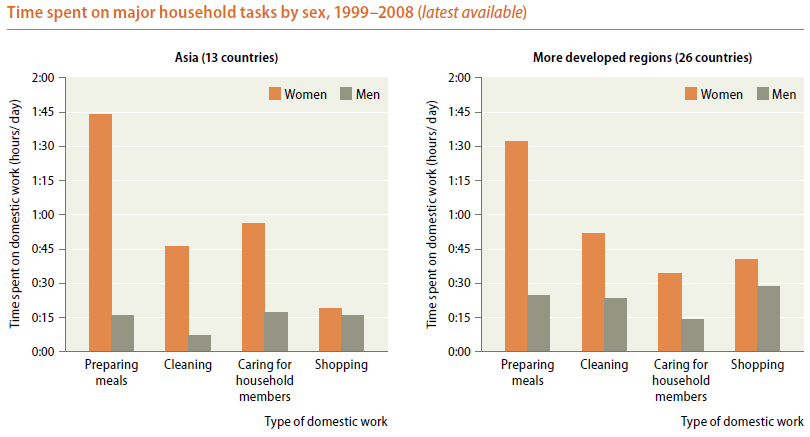 Time spent on major household tasks by sex, 1999–2008 (latest available)
Asia (13 countries)
Women
Men
Time spent on domestic work (hours/ day)
2:00
1:45
1:30
1:15
1:00
0:45
0:30
0:15
0:00
Preparing
meals
Cleaning
Caring for
household
members
Shopping
Type of domestic work
More developed regions (26 countries)
Women
Men
Time spent on domestic work (hours/ day)
2:00
1:45
1:30
1:15
1:00
0:45
0:30
0:15
0:00
Preparing
meals
Cleaning
Caring for
household
members
Shopping
Type of domestic work